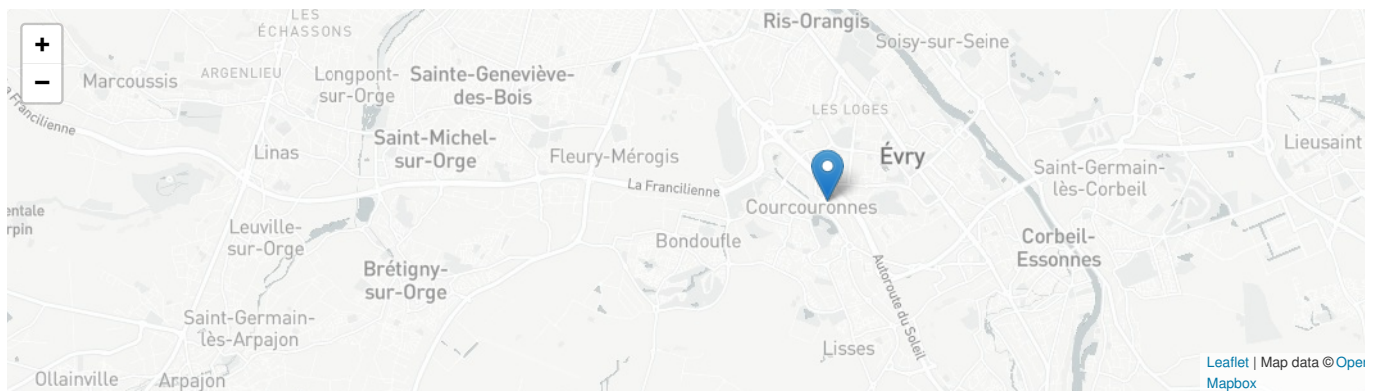 +
−
LES
ÉCHASSONS
Ris-Orangis
Soisy-sur-Seine
Marcoussis
ARGENLIEU
Longpont-
sur-Orge
Sainte-Geneviève-
des-Bois
La Francilienne
LES LOGES
Saint-Michel-
sur-Orge
Linas
Fleury-Mérogis
Évry
Lieusaint
Saint-Germain-
lès-Corbeil
La Francilienne
Courcouronnes
entale
rpin
Leuville-
sur-Orge
Bondoufle
Corbeil-
Essonnes
Brétigny-
sur-Orge
Autoroute du Soleil
Saint-Germain-
lès-Arpajon
Lisses
Ollainville
Arpajon
Leaflet | Map data © Oper
Mapbox